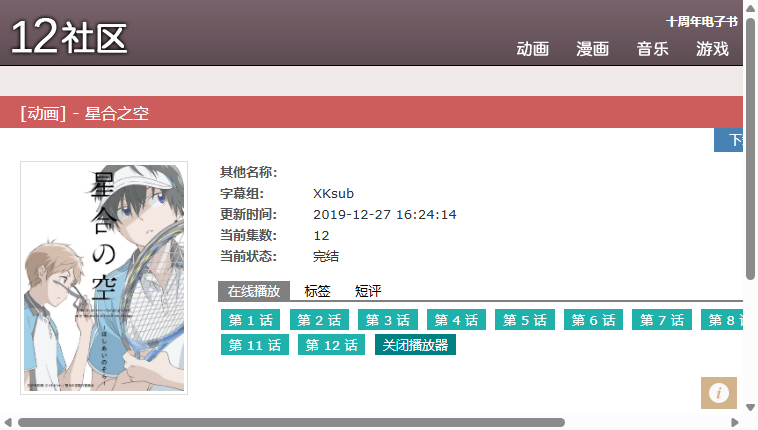 12社区
十周年电子书
动画 漫画 音乐 游戏
[动画] - 星合之空
星合の空
ーほしあいのそらー
其他名称:
字幕组: XKsub
更新时间: 2019-12-27 16:24:14
当前集数: 12
当前状态: 完结
在线播放 标签 短评
第 1 话 第 2 话 第 3 话 第 4 话 第 5 话 第 6 话 第 7 话 第 8
第 11 话 第 12 话 关闭播放器
i